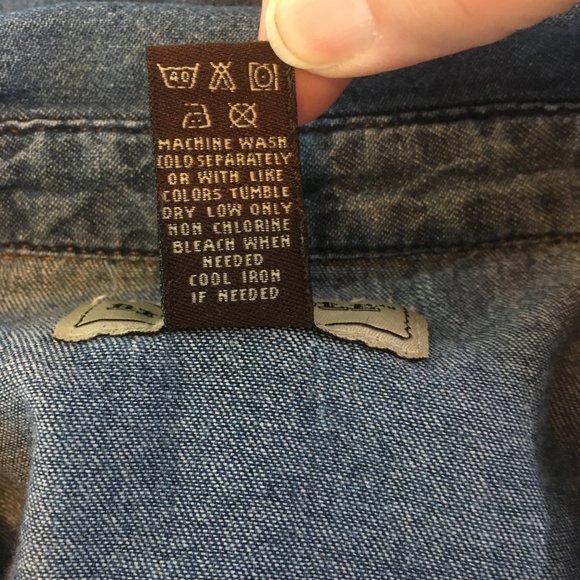 40
MACHINE WASH
COLD SEPARATELY
OR WITH LIKE
COLORS TUMBLE
DRY LOW ONLY
NON CHLORINE
BLEACH WHEN
NEEDED
COOL IRON
IF NEEDED